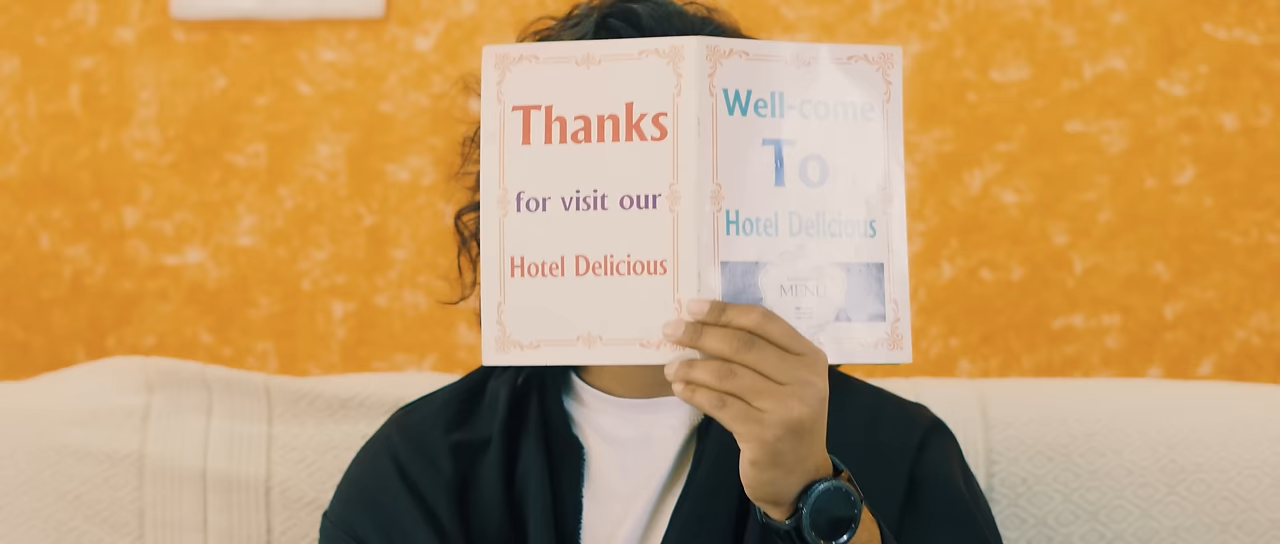 Thanks
for visit our
Hotel Delicious
Well-come
To
Hotel Delicious
MENU